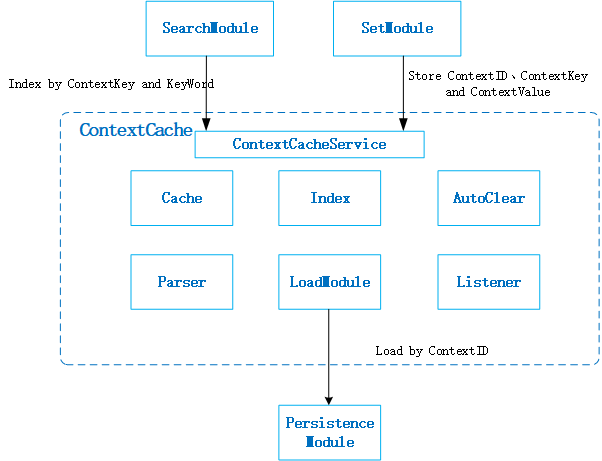 SearchModule
SetModule
Index by ContextKey and KeyWord
Store ContextID、ContextKey
and ContextValue
ContextCache
ContextCacheService
Cache
Index
AutoClear
Parser
LoadModule
Listener
Load by ContextID
Persistence
Module